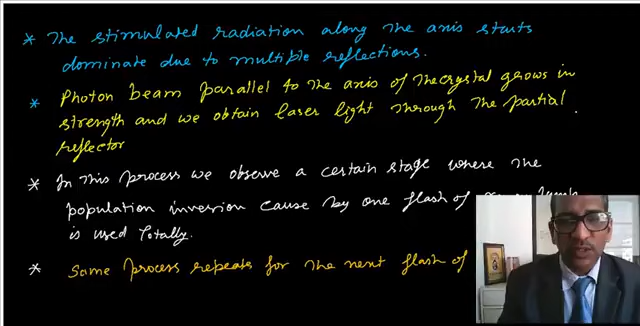 * The stimulated radiation along the axis starts
dominate due to multiple reflections.
* Photon beam parallel to the axis of the crystal grows in
strength and we obtain laser light through the partial
reflector
* In this process we observe a certain stage where the
population inversion cause by one flash of
is used totally.
* Same process repeats for the next flash of